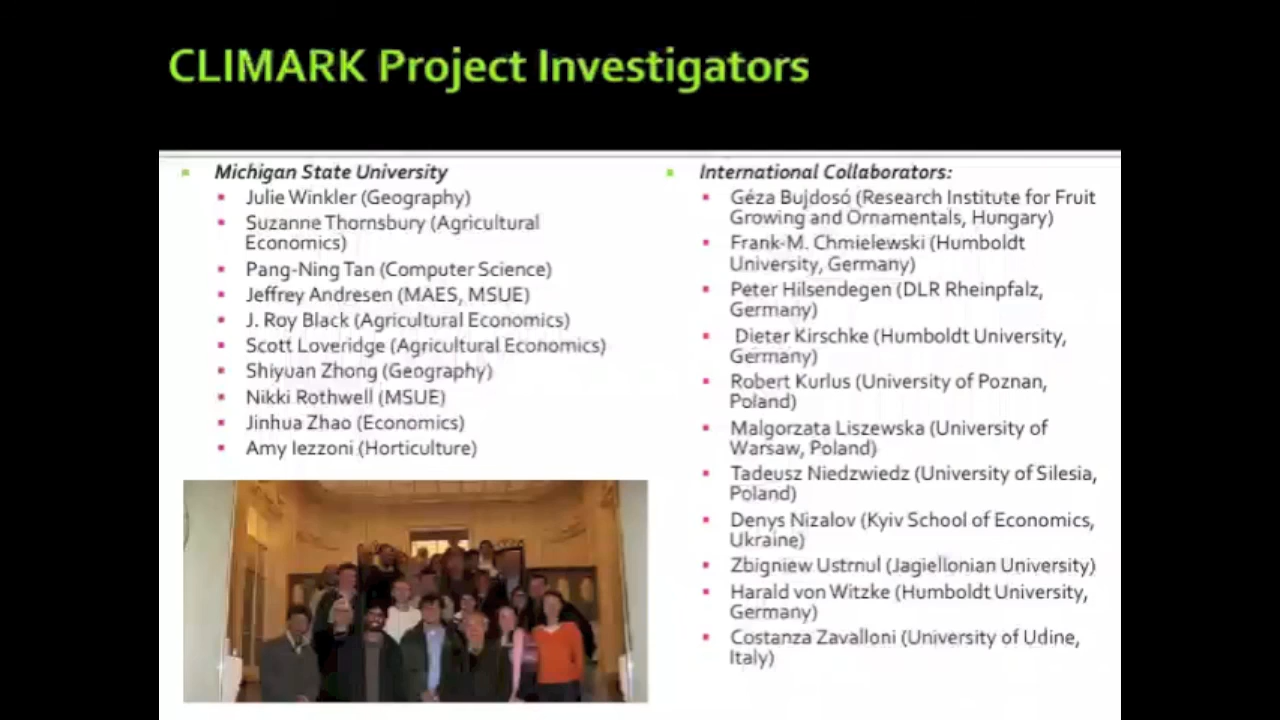 CLIMARK Project Investigators
Michigan State University
Julie Winkler (Geography)
Suzanne Thornsbury (Agricultural
Economics)
Pang-Ning Tan (Computer Science)
Jeffrey Andresen (MAES, MSUE)
J. Roy Black (Agricultural Economics)
Scott Loveridge (Agricultural Economics)
Shiyuan Zhong (Geography)
Nikki Rothwell (MSUE)
Jinhua Zhao (Economics)
Amy Iezzoni (Horticulture)
International Collaborators:
Géza Bujdosó (Research Institute for Fruit
Growing and Ornamentals, Hungary)
Frank-M. Chmielewski (Humboldt
University, Germany)
Peter Hilsendegen (DLR Rheinpfalz,
Germany)
Dieter Kirschke (Humboldt University,
Germany)
Robert Kurlus (University of Poznan,
Poland)
Malgorzata Liszewska (University of
Warsaw, Poland)
Tadeusz Niedzwiedz (University of Silesia,
Poland)
Denys Nizalov (Kyiv School of Economics,
Ukraine)
Zbigniew Ustrnul (Jagiellonian University)
Harald von Witzke (Humboldt University,
Germany)
Costanza Zavalloni (University of Udine,
Italy)